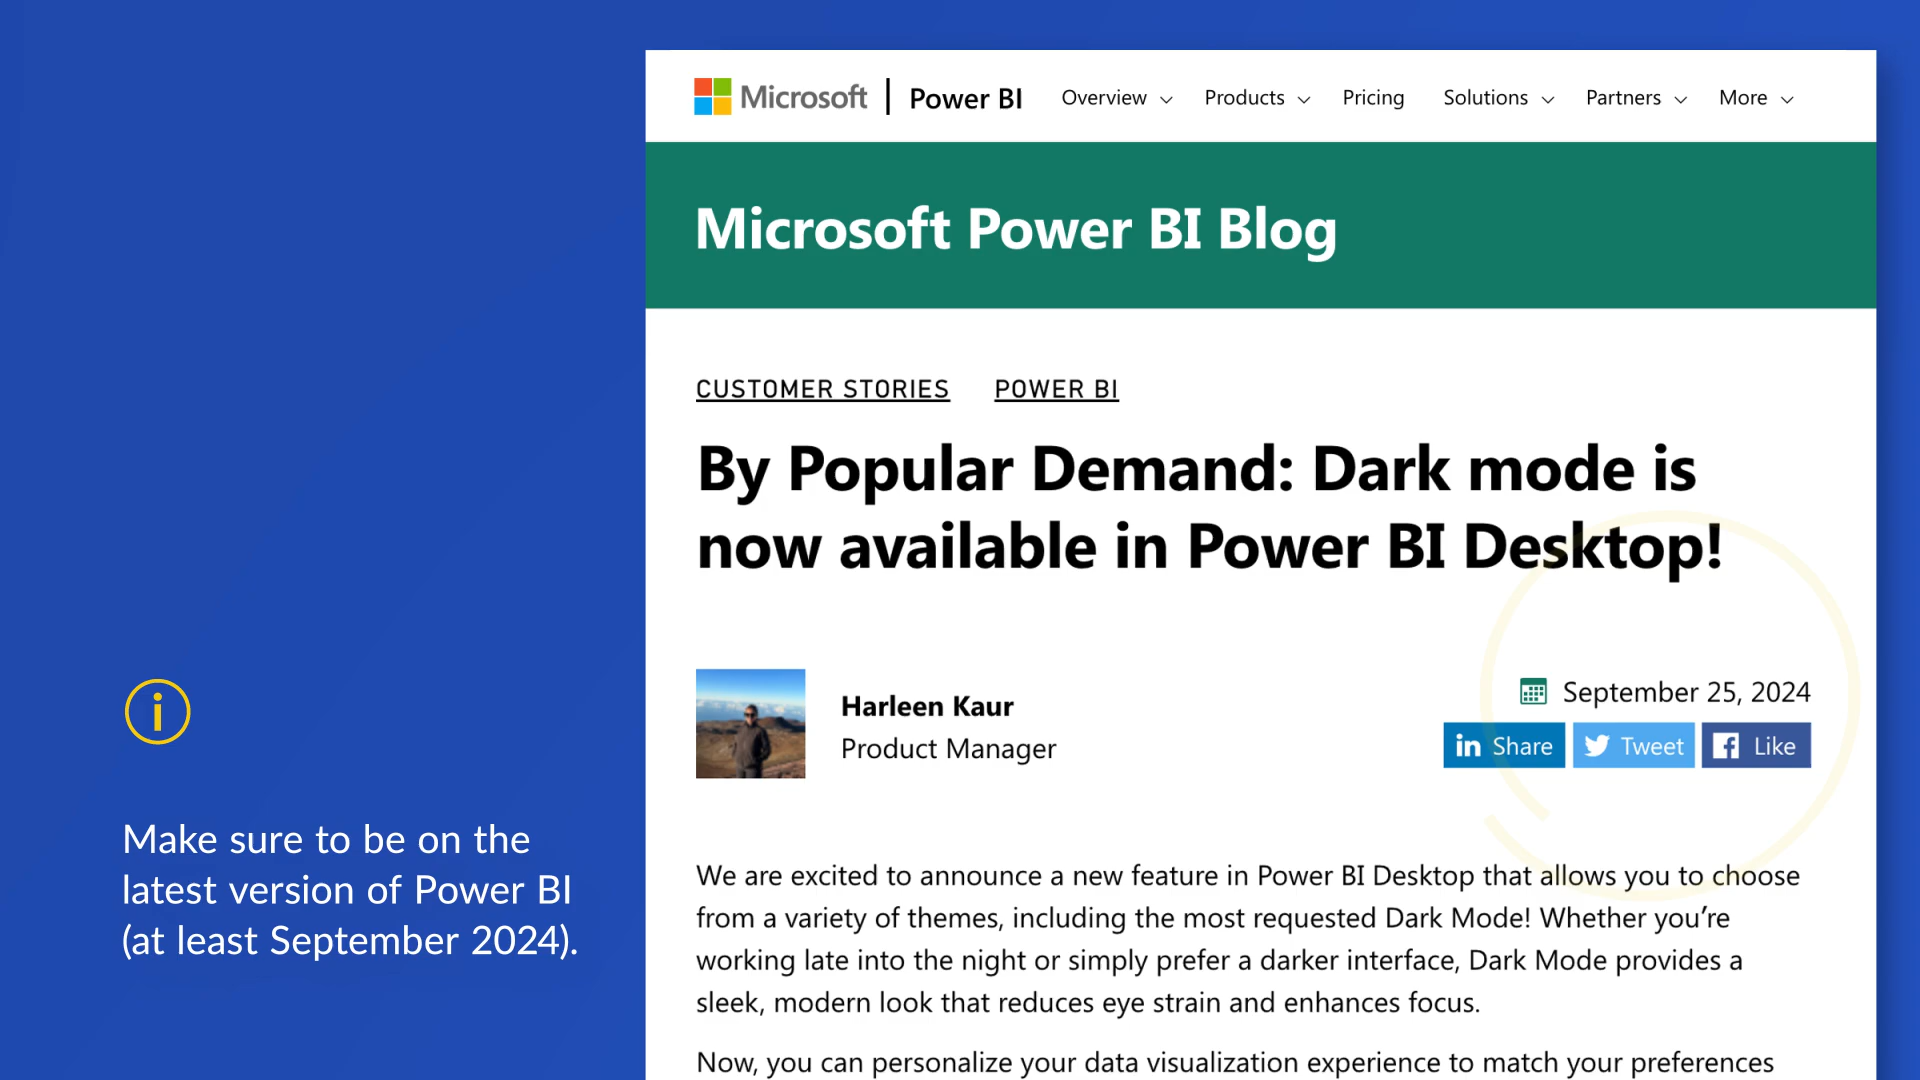 Microsoft | Power BI Overview Products Pricing Solutions Partners More
Microsoft Power BI Blog
CUSTOMER STORIES POWER BI
By Popular Demand: Dark mode is
now available in Power BI Desktop!
Harleen Kaur
Product Manager
September 25, 2024
in Share Tweet Like
We are excited to announce a new feature in Power BI Desktop that allows you to choose
from a variety of themes, including the most requested Dark Mode! Whether you’re
working late into the night or simply prefer a darker interface, Dark Mode provides a
sleek, modern look that reduces eye strain and enhances focus.
Now, you can personalize your data visualization experience to match your preferences
Make sure to be on the
latest version of Power BI
(at least September 2024).